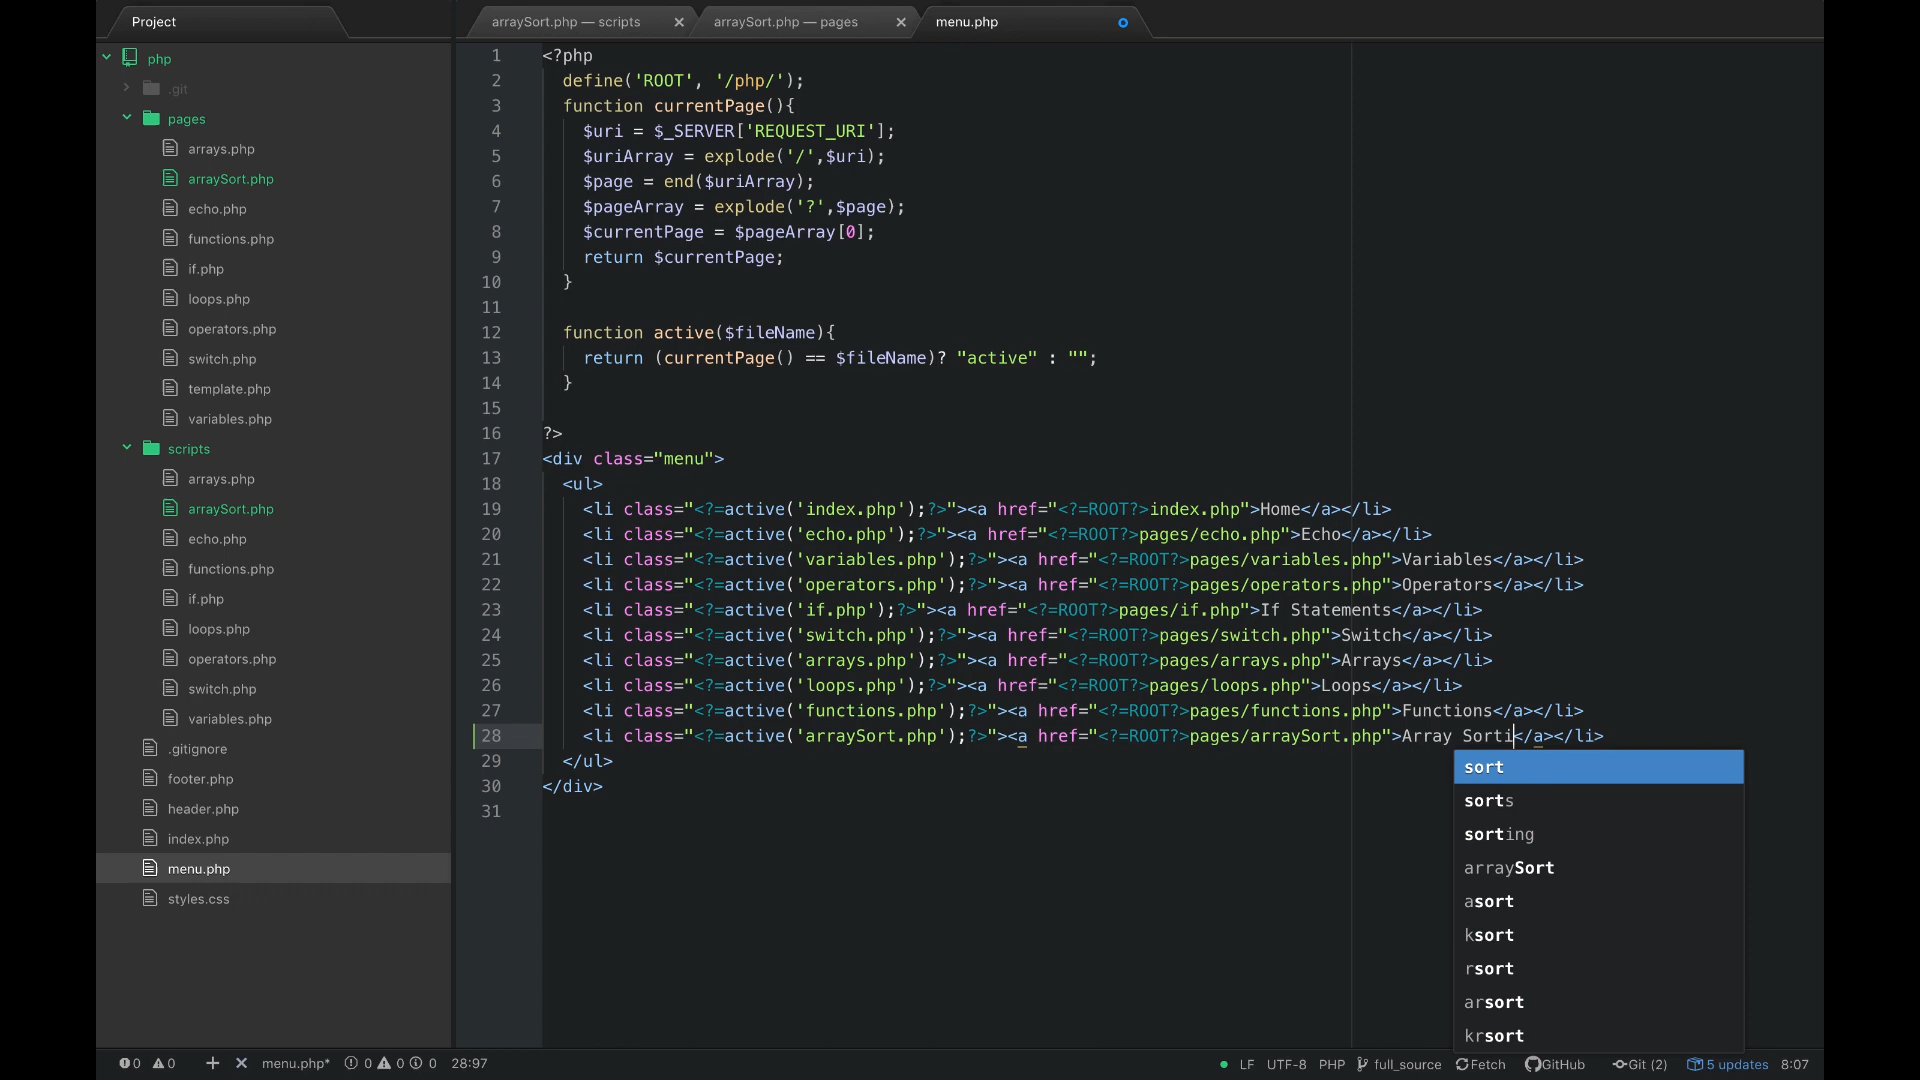 Project
arraySort.php — scripts
arraySort.php — pages
menu.php
php
.git
pages
arrays.php
arraySort.php
echo.php
functions.php
if.php
loops.php
operators.php
switch.php
template.php
variables.php
scripts
arrays.php
arraySort.php
echo.php
functions.php
if.php
loops.php
operators.php
switch.php
variables.php
.gitignore
footer.php
header.php
index.php
menu.php
styles.css
1 <?php
2 define('ROOT', '/php/');
3 function currentPage(){
4 $uri = $_SERVER['REQUEST_URI'];
5 $uriArray = explode('/',$uri);
6 $page = end($uriArray);
7 $pageArray = explode('?',$page);
8 $currentPage = $pageArray[0];
9 return $currentPage;
10 }
11
12 function active($fileName){
13 return (currentPage() == $fileName)? "active" : "";
14 }
15
16 ?>
17 <div class="menu">
18 <ul>
19 <li class="<?=active('index.php');?>"><a href="<?=ROOT?>index.php">Home</a></li>
20 <li class="<?=active('echo.php');?>"><a href="<?=ROOT?>pages/echo.php">Echo</a></li>
21 <li class="<?=active('variables.php');?>"><a href="<?=ROOT?>pages/variables.php">Variables</a></li>
22 <li class="<?=active('operators.php');?>"><a href="<?=ROOT?>pages/operators.php">Operators</a></li>
23 <li class="<?=active('if.php');?>"><a href="<?=ROOT?>pages/if.php">If Statements</a></li>
24 <li class="<?=active('switch.php');?>"><a href="<?=ROOT?>pages/switch.php">Switch</a></li>
25 <li class="<?=active('arrays.php');?>"><a href="<?=ROOT?>pages/arrays.php">Arrays</a></li>
26 <li class="<?=active('loops.php');?>"><a href="<?=ROOT?>pages/loops.php">Loops</a></li>
27 <li class="<?=active('functions.php');?>"><a href="<?=ROOT?>pages/functions.php">Functions</a></li>
28 <li class="<?=active('arraySort.php');?>"><a href="<?=ROOT?>pages/arraySort.php">Array Sorti</a></li>
29 </ul>
30 </div>
31
sort
sorts
sorting
arraySort
asort
ksort
rsort
arsort
krsort
0 0 + menu.php* 0 0 0 28:97
LF UTF-8 PHP full_source Fetch GitHub Git (2) 5 updates 8:07